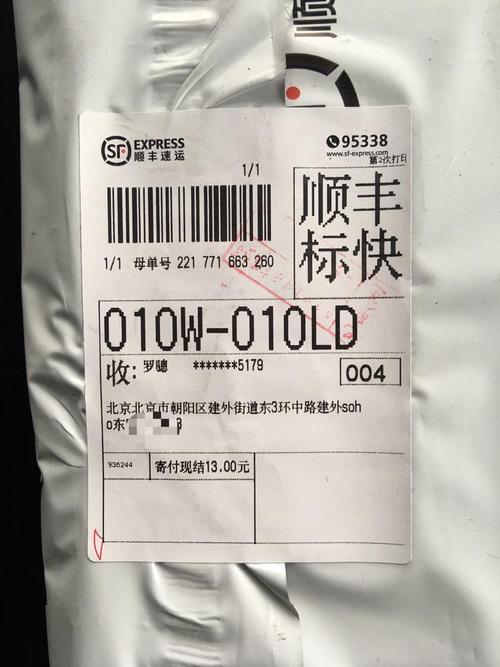 顺
SF EXPRESS
顺丰速运
95338
www.sf-express.com
第2次打印
1/1
顺丰
标快
1/1 母单号 221 771 663 260
010W-010LD
收: 罗骢 *******5179
004
北京北京市朝阳区建外街道东3环中路建外soh
o东
936244
寄付现结13.00元